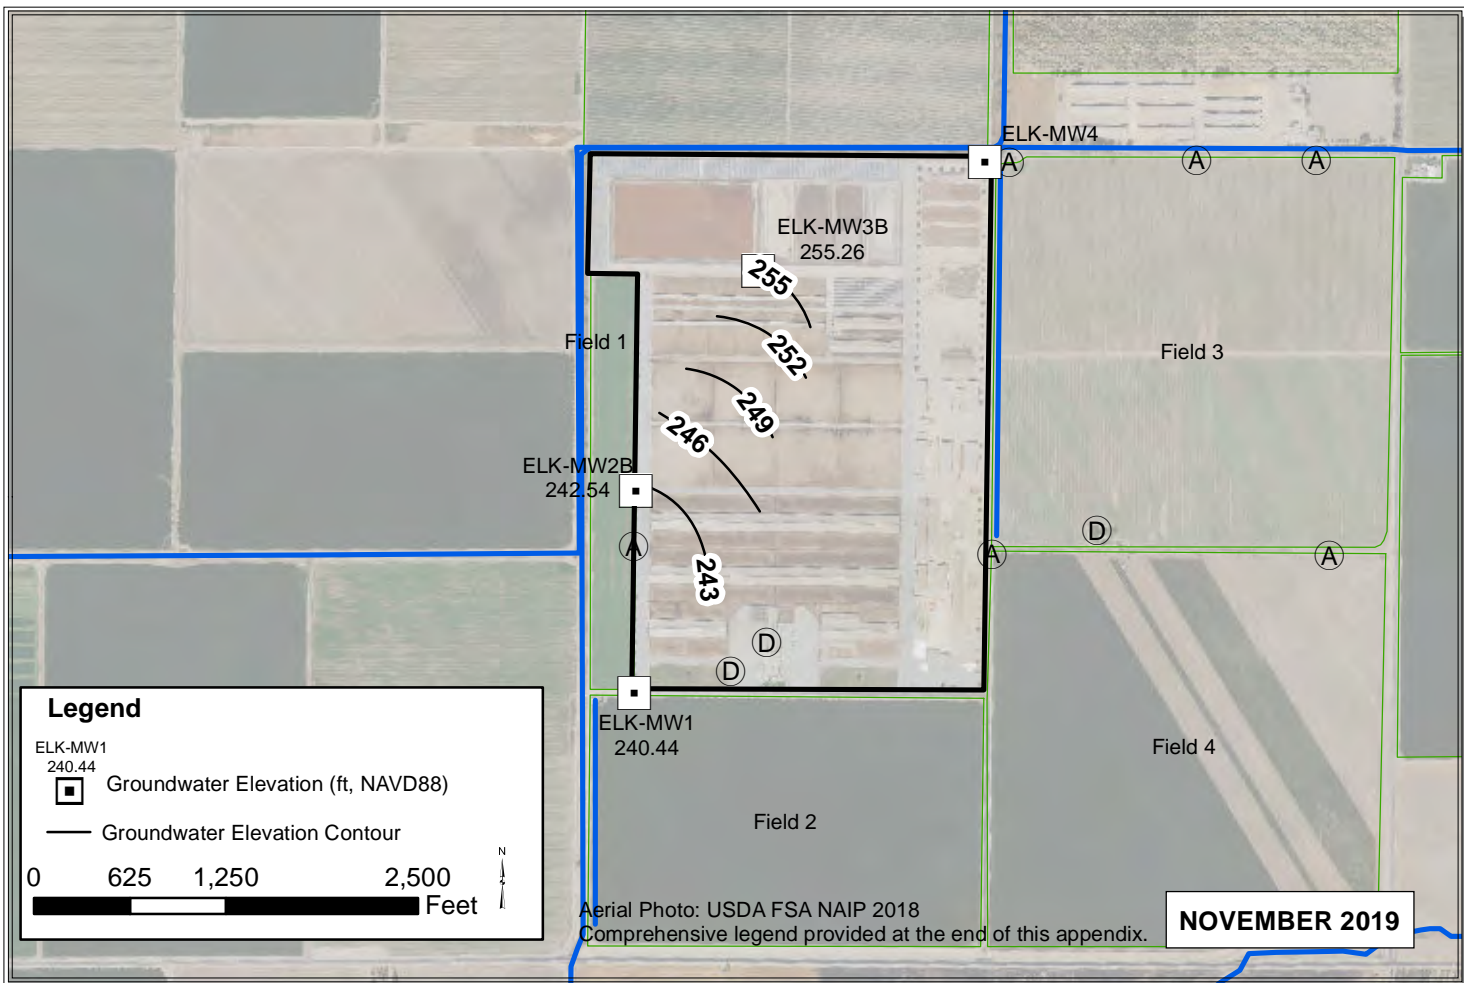 ELK-MW4
A
A
A
ELK-MW3B
255.26
255
Field 1
252
Field 3
249
246
ELK-MW2B
242.54
D
A
A
A
243
D
D
ELK-MW1
240.44
Field 4
Field 2
Legend
ELK-MW1
240.44
Groundwater Elevation (ft, NAVD88)
Groundwater Elevation Contour
N
0 625 1,250 2,500
Feet
Aerial Photo: USDA FSA NAIP 2018
Comprehensive legend provided at the end of this appendix.
NOVEMBER 2019